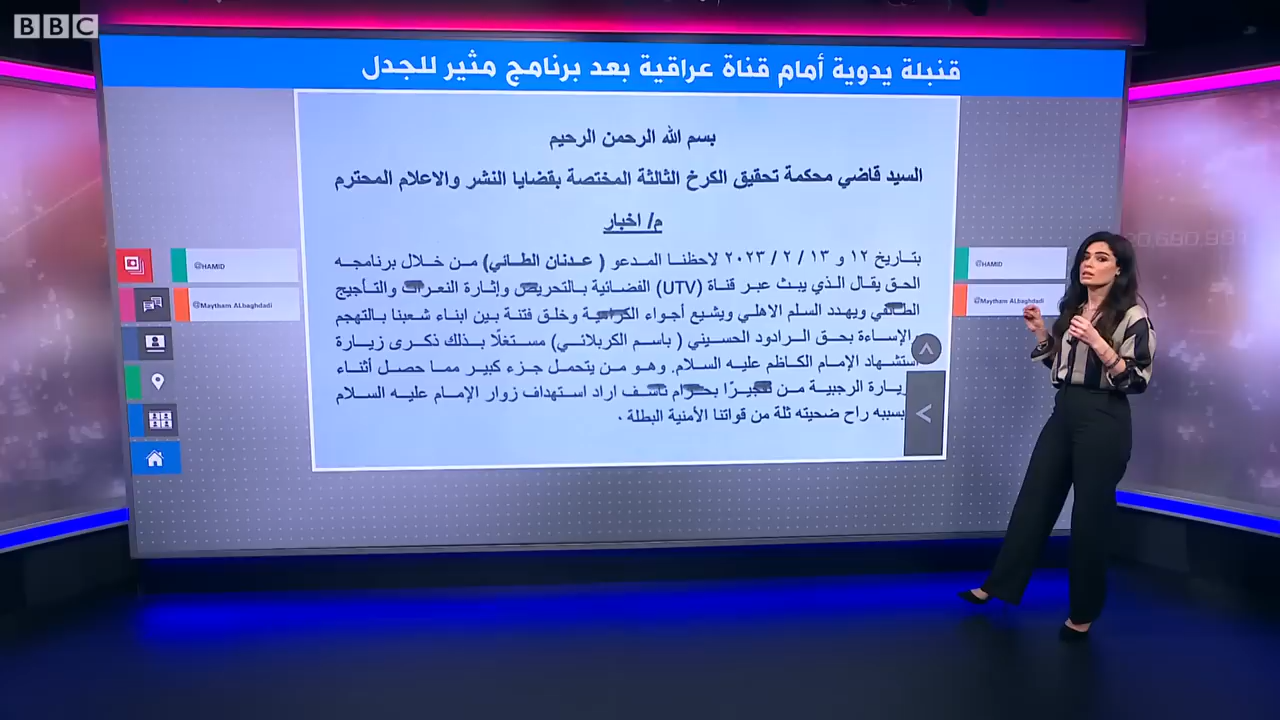 BBC
قنبلة يدوية أمام قناة عراقية بعد برنامج مثير للجدل
بسم الله الرحمن الرحيم
السيد قاضي محكمة تحقيق الكرخ الثالثة المختصة بقضايا النشر والاعلام المحترم
م/ اخبار
بتاريخ ١٢ و ١٣ / ٢ / ٢٠٢٣ لاحظنا المدعو ( عدنان الطائي) من خلال برنامجه
الحق يقال الذي يبث عبر قناة (UTV) الفضائية بالتحريض وإثارة النعرات والتأجيج
الطائفي ويهدد السلم الاهلي ويشيع أجواء الكراهية وخلق فتنة بين ابناء شعبنا بالتهجم
والإساءة بحق الرادود الحسيني ( باسم الكربلائي) مستغلًا بذلك ذكرى زيارة
استشهاد الإمام الكاظم عليه السلام. وهو من يتحمل جزء كبير مما حصل أثناء
زيارة الرجبية من تفجيرًا بحزام ناسف اراد استهداف زوار الإمام عليه السلام
وبسببه راح ضحيته ثلة من قواتنا الأمنية البطلة .
@HAMID
@Maytham ALbaghdadi
@HAMID
@Maytham ALbaghdadi